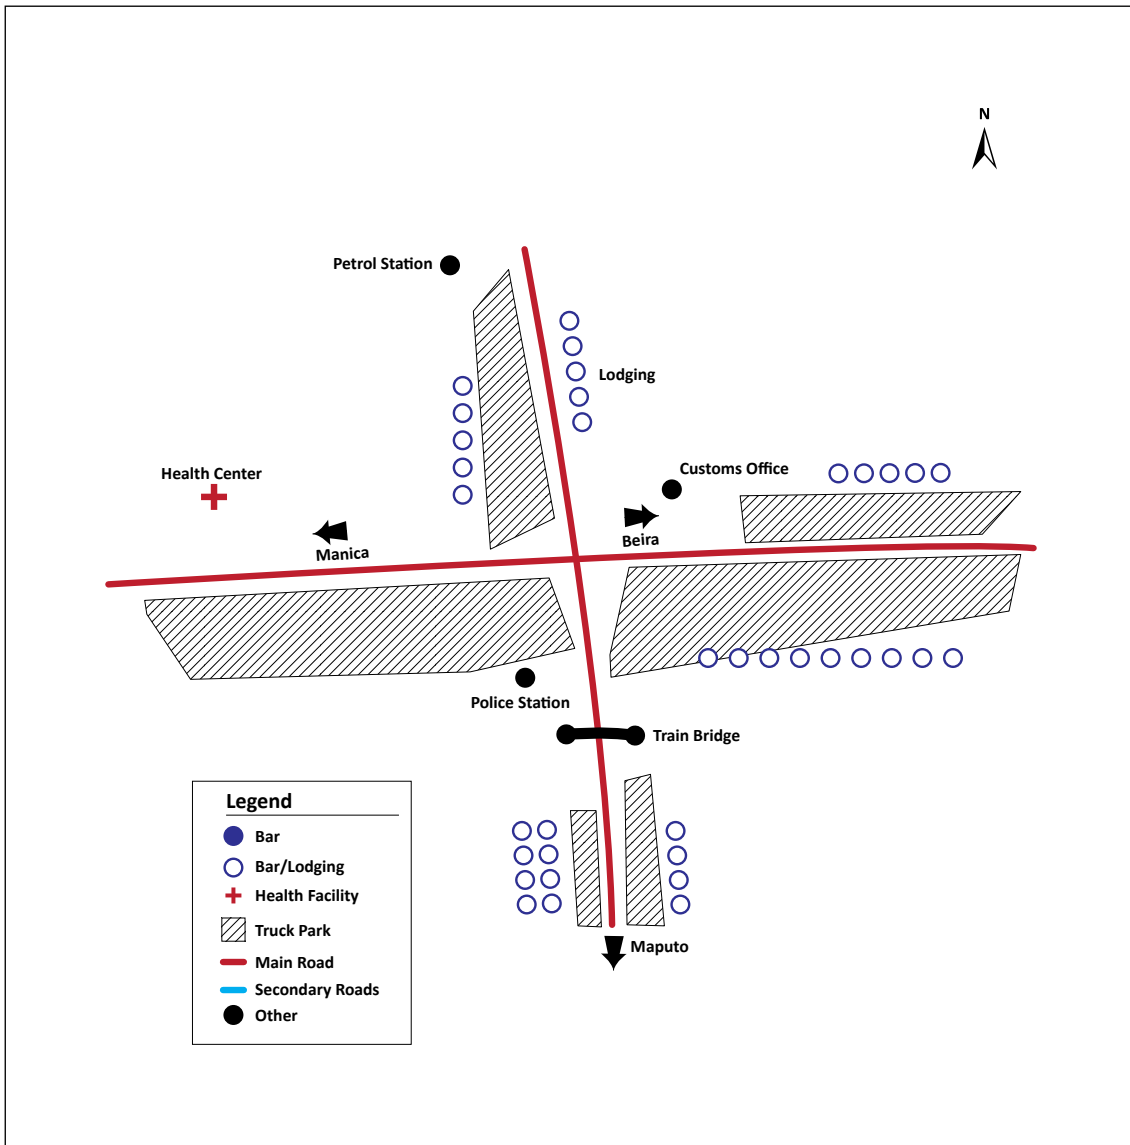 N
Petrol Station
Lodging
Health Center
Customs Office
Manica
Beira
Police Station
Train Bridge
Legend
Bar
Bar/Lodging
Health Facility
Truck Park
Main Road
Secondary Roads
Other
Maputo